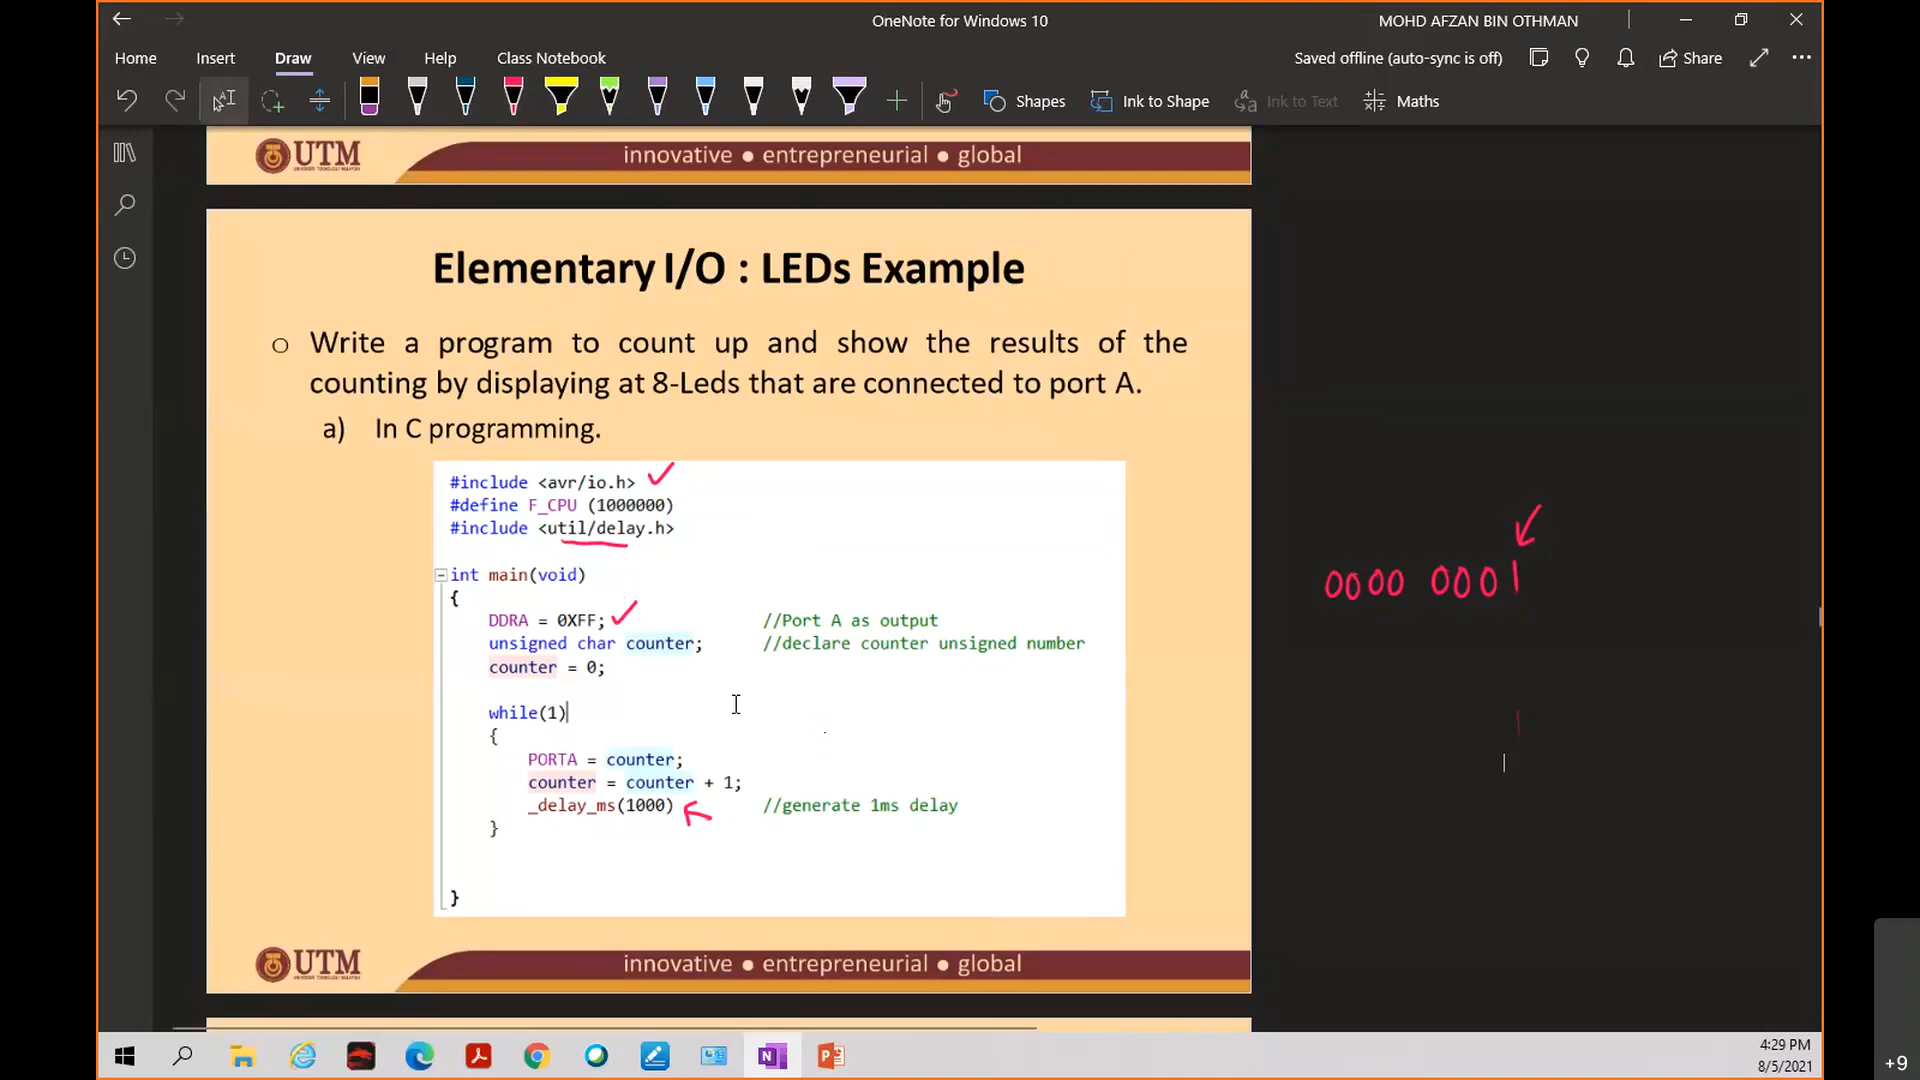 OneNote for Windows 10
MOHD AFZAN BIN OTHMAN
Home Insert Draw View Help Class Notebook
Saved offline (auto-sync is off) Share
Shapes Ink to Shape Ink to Text Maths
UTM innovative ● entrepreneurial ● global
Elementary I/O : LEDs Example
o Write a program to count up and show the results of the
counting by displaying at 8-Leds that are connected to port A.
a) In C programming.
#include <avr/io.h>
#define F_CPU (1000000)
#include <util/delay.h>
int main(void)
{
DDRA = 0XFF; //Port A as output
unsigned char counter; //declare counter unsigned number
counter = 0;
while(1)
{
PORTA = counter;
counter = counter + 1;
_delay_ms(1000) //generate 1ms delay
}
}
0000 0001
UTM innovative ● entrepreneurial ● global
4:29 PM
8/5/2021
+9